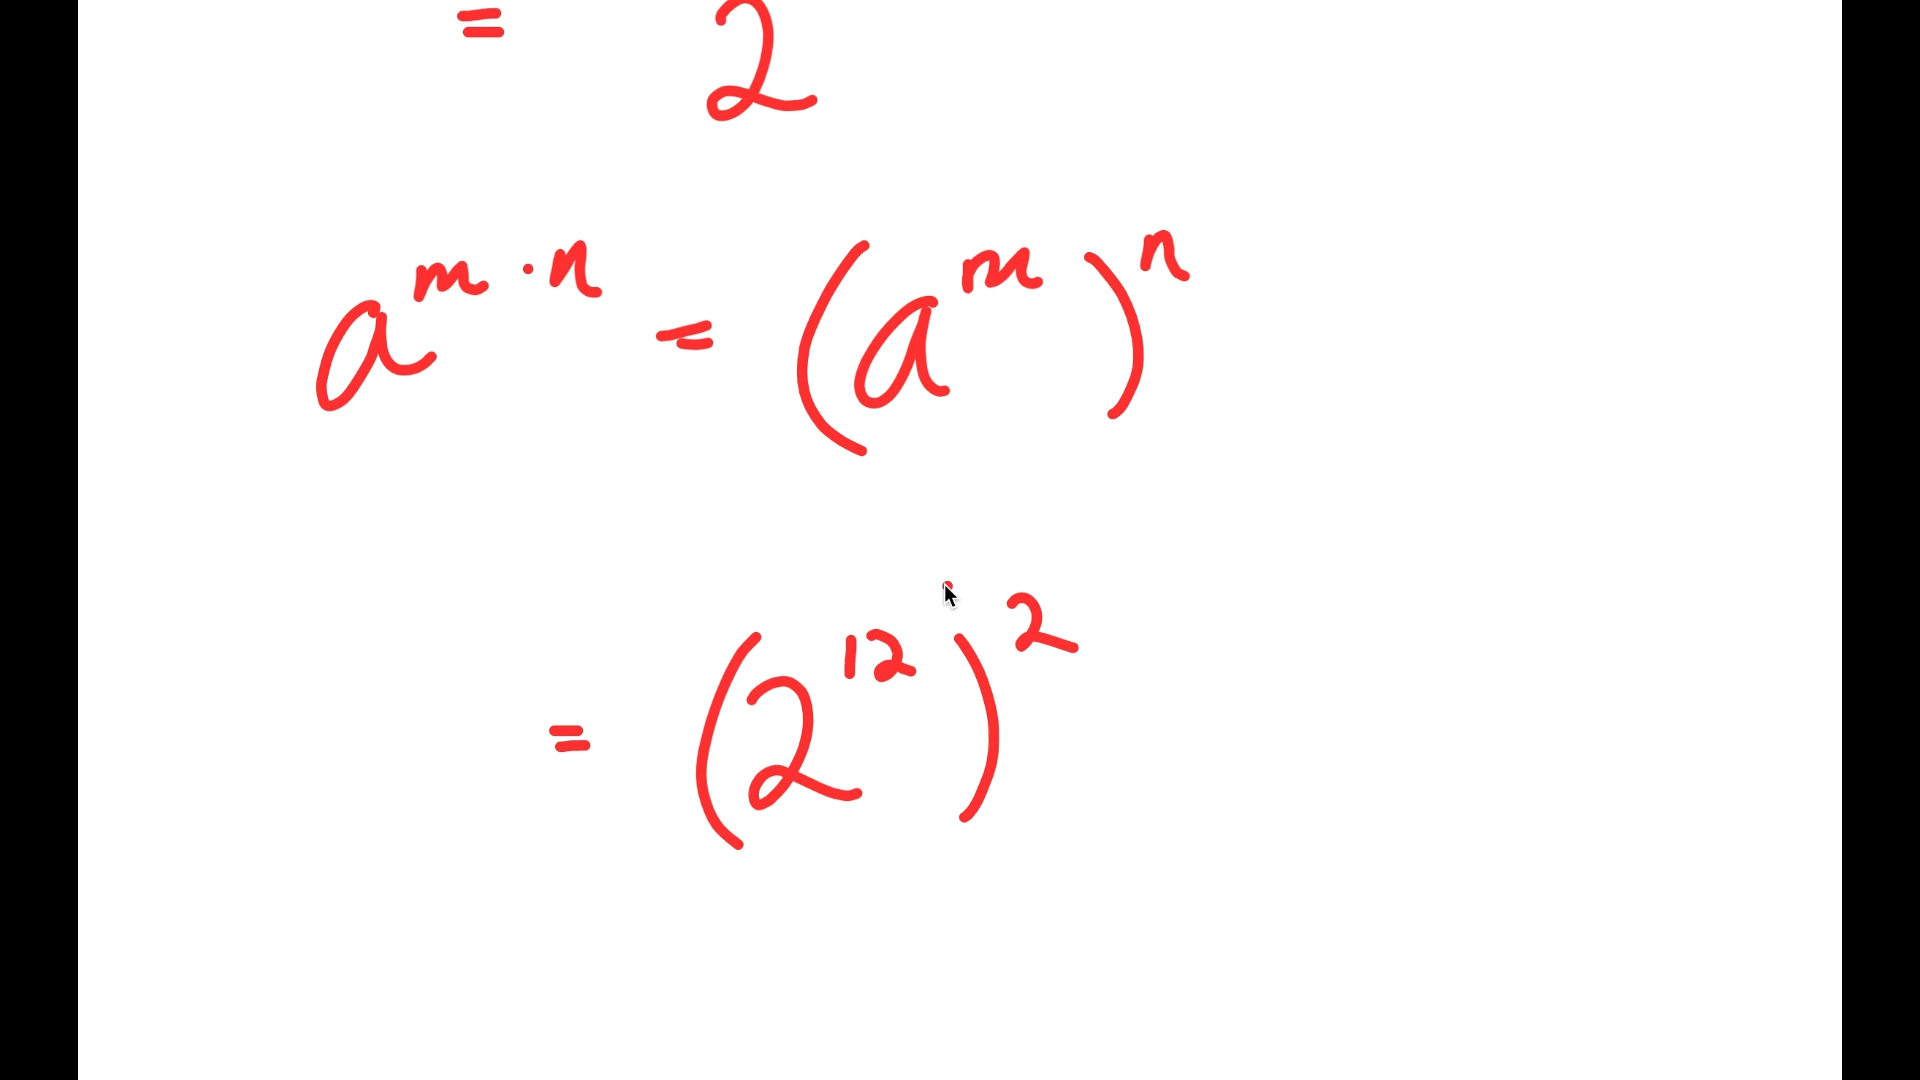 = 2
a^{m·n} = (a^m)^n
= (2^{12})^2